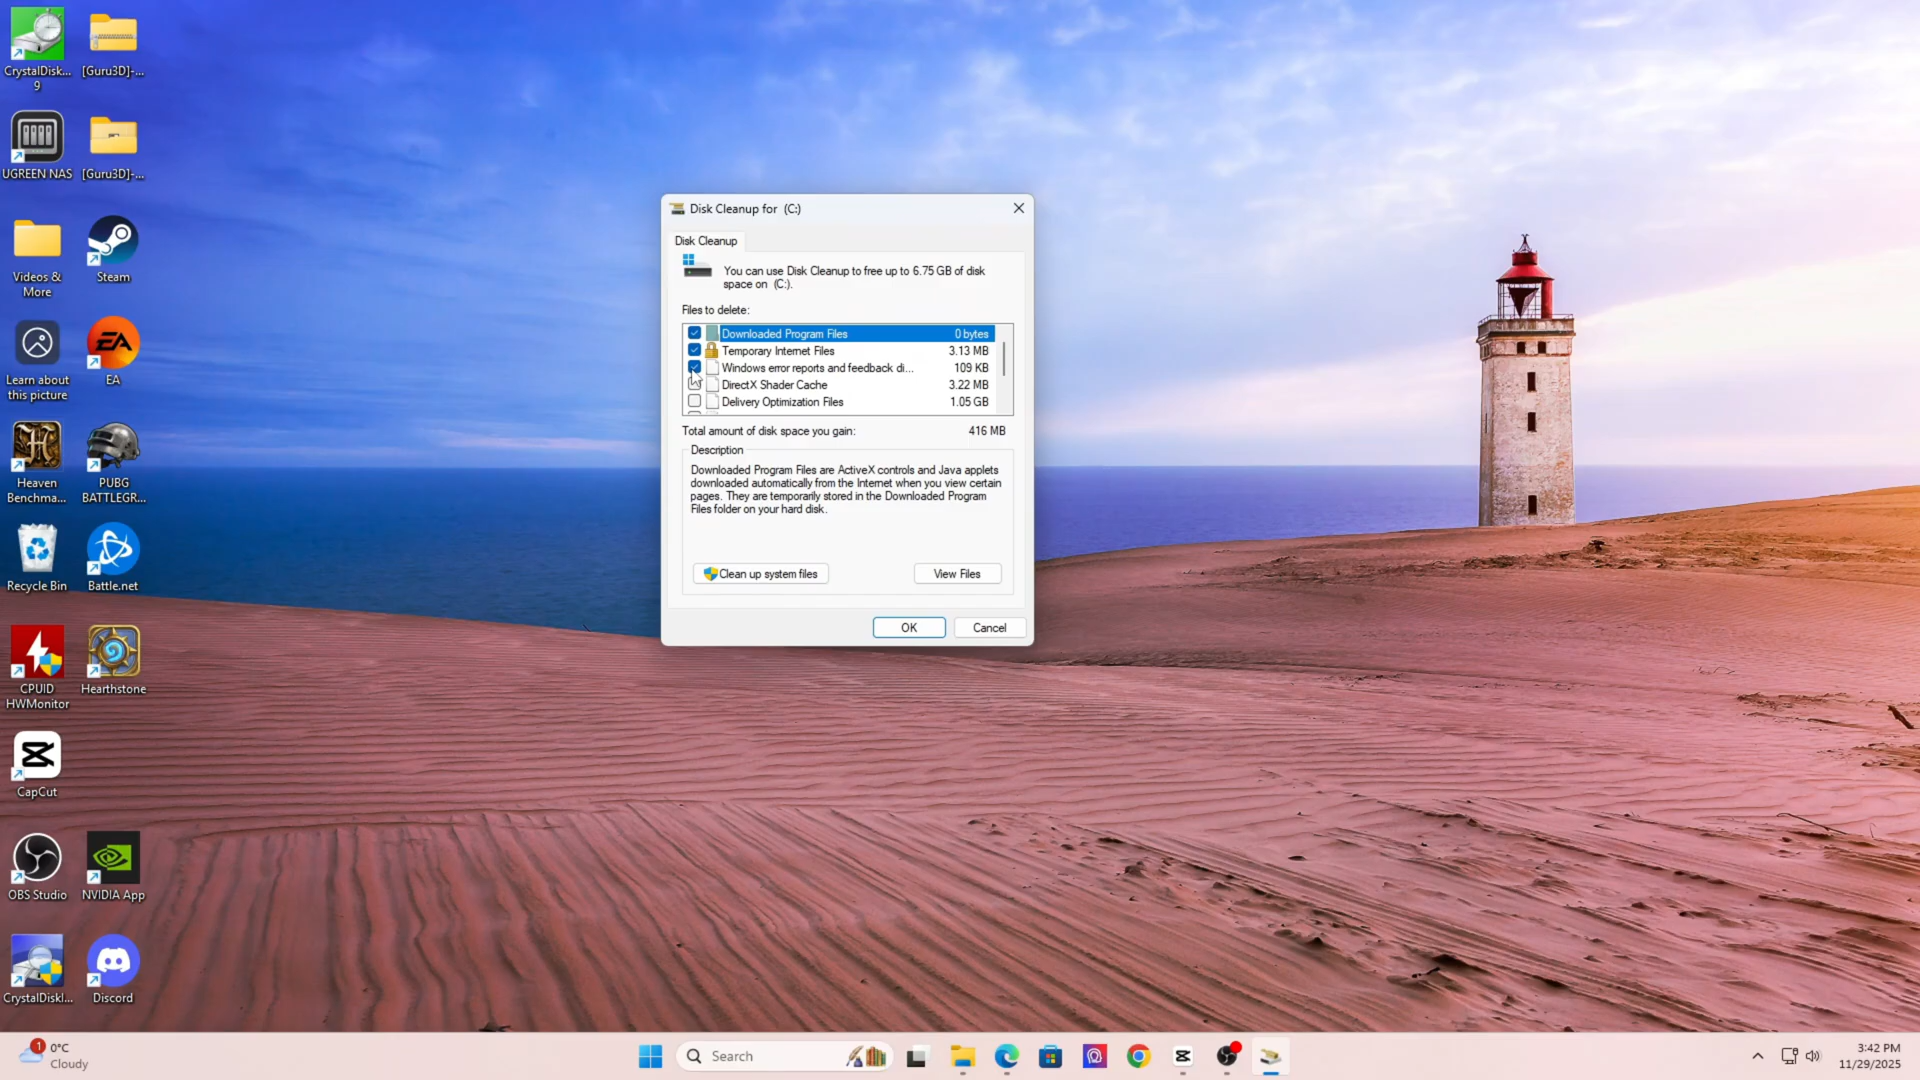 CrystalDisk...
9
[Guru3D]-...
UGREEN NAS
[Guru3D]-...
Videos &
More
Steam
Learn about
this picture
EA
EA
Heaven
Benchma...
PUBG
BATTLEGR...
Recycle Bin
Battle.net
CPUID
HWMonitor
Hearthstone
CapCut
OBS Studio
NVIDIA App
CrystalDiskI...
Discord
Disk Cleanup for  (C:)
Disk Cleanup
You can use Disk Cleanup to free up to 6.75 GB of disk
space on  (C:).
Files to delete:
Downloaded Program Files 0 bytes
Temporary Internet Files 3.13 MB
Windows error reports and feedback di... 109 KB
DirectX Shader Cache 3.22 MB
Delivery Optimization Files 1.05 GB
Total amount of disk space you gain: 416 MB
Description
Downloaded Program Files are ActiveX controls and Java applets
downloaded automatically from the Internet when you view certain
pages. They are temporarily stored in the Downloaded Program
Files folder on your hard disk.
Clean up system files
View Files
OK
Cancel
1
0°C
Cloudy
Search
3:42 PM
11/29/2025